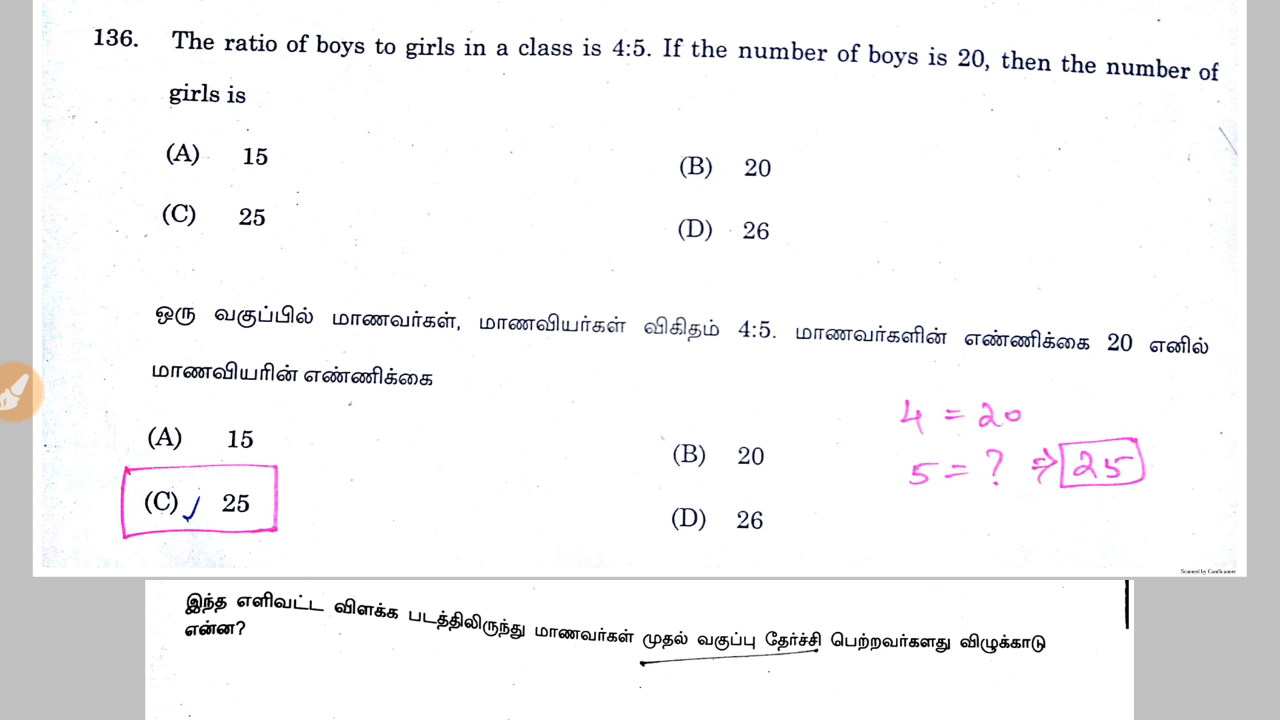 136. The ratio of boys to girls in a class is 4:5. If the number of boys is 20, then the number of
girls is
(A) 15
(B) 20
(C) 25
(D) 26
ஒரு வகுப்பில் மாணவர்கள், மாணவியர்கள் விகிதம் 4:5. மாணவர்களின் எண்ணிக்கை 20 எனில்
மாணவியரின் எண்ணிக்கை
(A) 15
(B) 20
(C) 25
(D) 26
4 = 20
5 = ? ⇒ 25
Scanned by CamScanner
இந்த எளிவட்ட விளக்க படத்திலிருந்து மாணவர்கள் முதல் வகுப்பு தேர்ச்சி பெற்றவர்களது விழுக்காடு
என்ன?